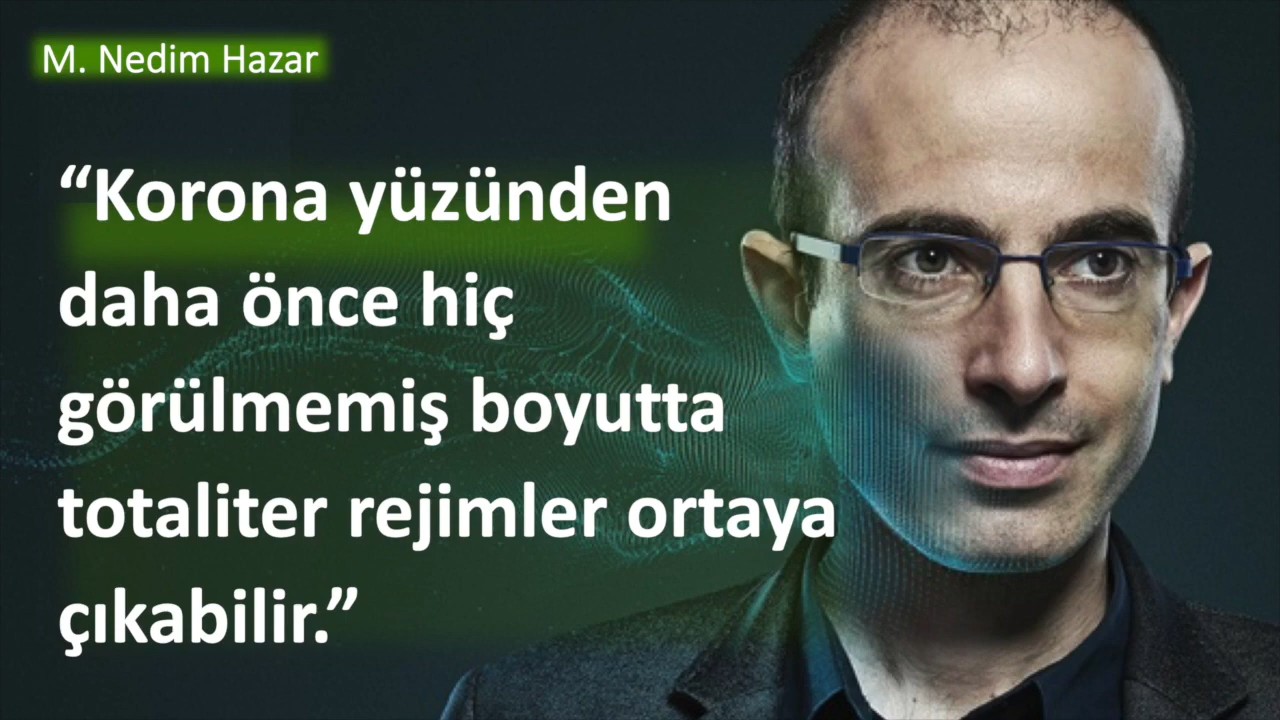 M. Nedim Hazar
“Korona yüzünden
daha önce hiç
görülmemiş boyutta
totaliter rejimler ortaya
çıkabilir.”